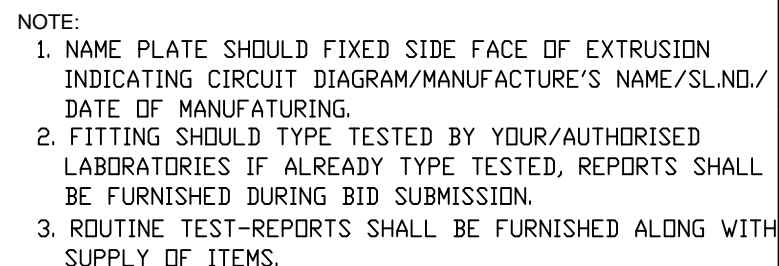 NOTE:
1. NAME PLATE SHOULD FIXED SIDE FACE OF EXTRUSION
INDICATING CIRCUIT DIAGRAM/MANUFACTURE'S NAME/SL.NO./
DATE OF MANUFATURING.
2. FITTING SHOULD TYPE TESTED BY YOUR/AUTHORISED
LABORATORIES IF ALREADY TYPE TESTED, REPORTS SHALL
BE FURNISHED DURING BID SUBMISSION.
3. ROUTINE TEST-REPORTS SHALL BE FURNISHED ALONG WITH
SUPPLY OF ITEMS.